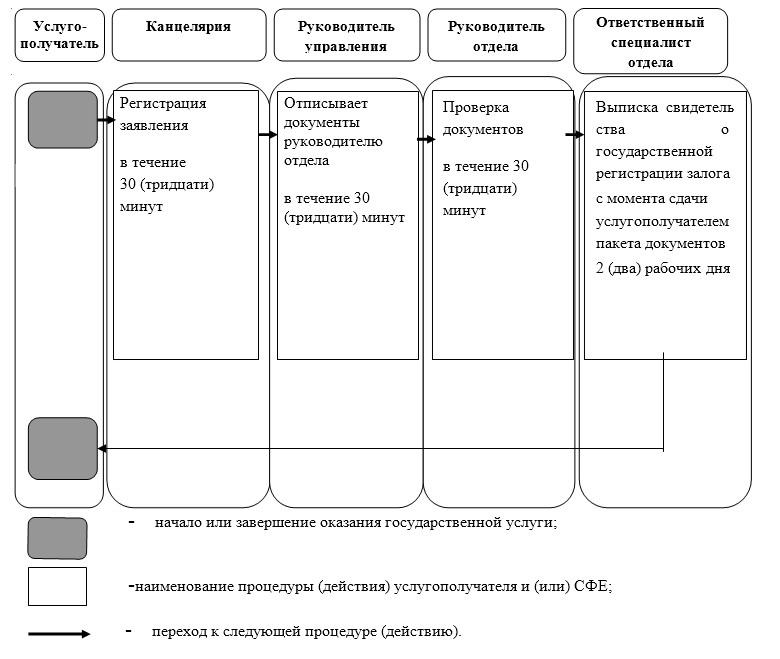 Услуго-
получатель
Канцелярия
Руководитель
управления
Руководитель
отдела
Ответственный
специалист
отдела
Регистрация
заявления
в течение
30 (тридцати)
минут
Отписывает
документы
руководителю
отдела
в течение 30
(тридцати) минут
Проверка
документов
в течение 30
(тридцати)
минут
Выписка свидетель
ства о
государственной
регистрации залога
с момента сдачи
услугополучателем
пакета документов
2 (два) рабочих дня
- начало или завершение оказания государственной услуги;
-наименование процедуры (действия) услугополучателя и (или) СФЕ;
- переход к следующей процедуре (действию).